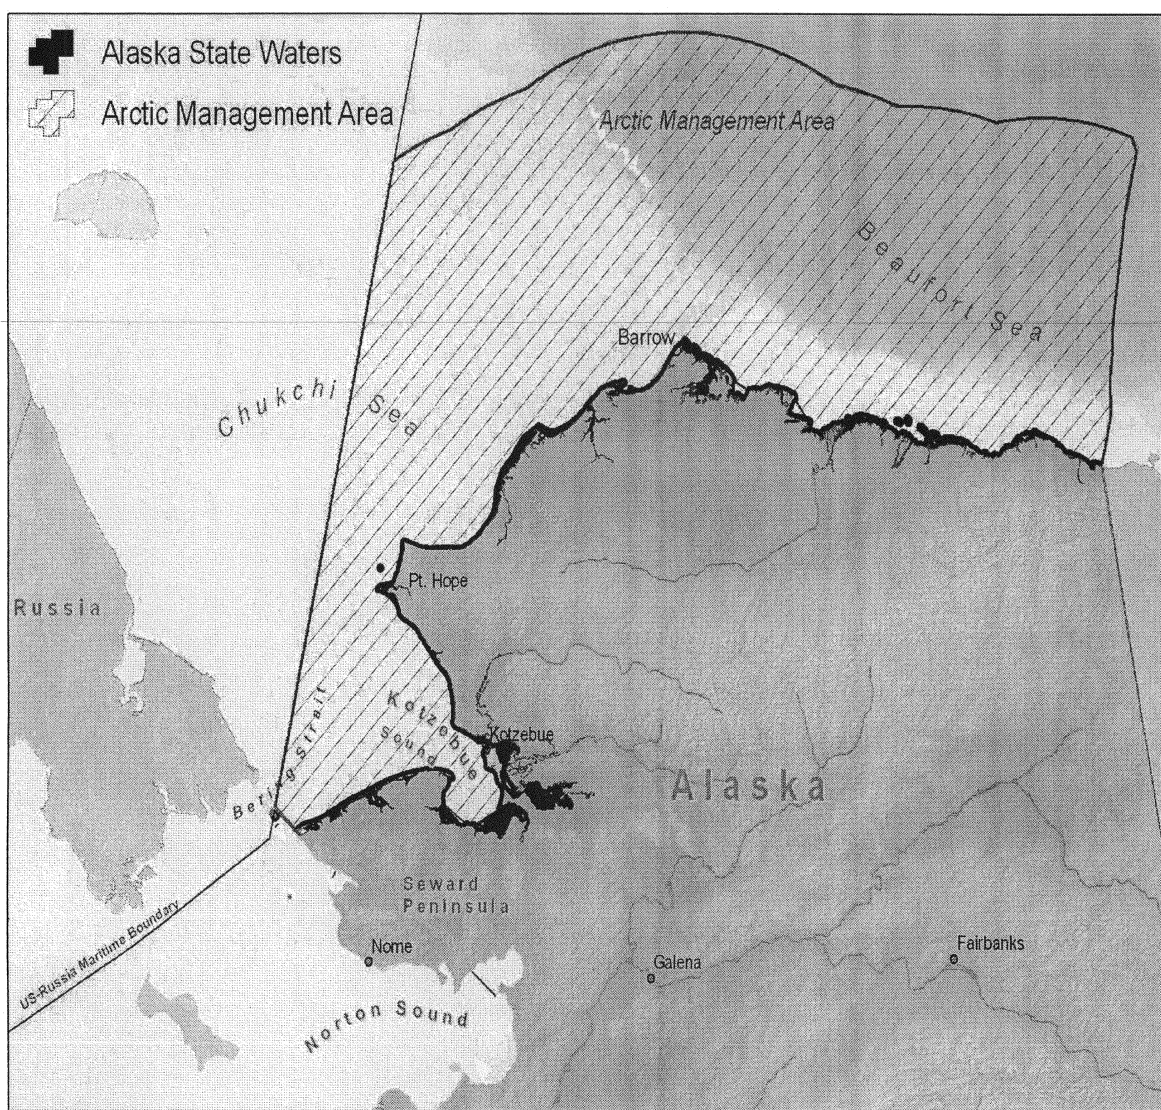 Alaska State Waters
Arctic Management Area
Arctic Management Area
Beaufort Sea
Barrow
Chukchi Sea
Pt. Hope
Russia
Bering Strait
Kotzebue
Sound
Kotzebue
Alaska
Seward
Peninsula
US-Russia Maritime Boundary
Nome
Galena
Fairbanks
Norton Sound